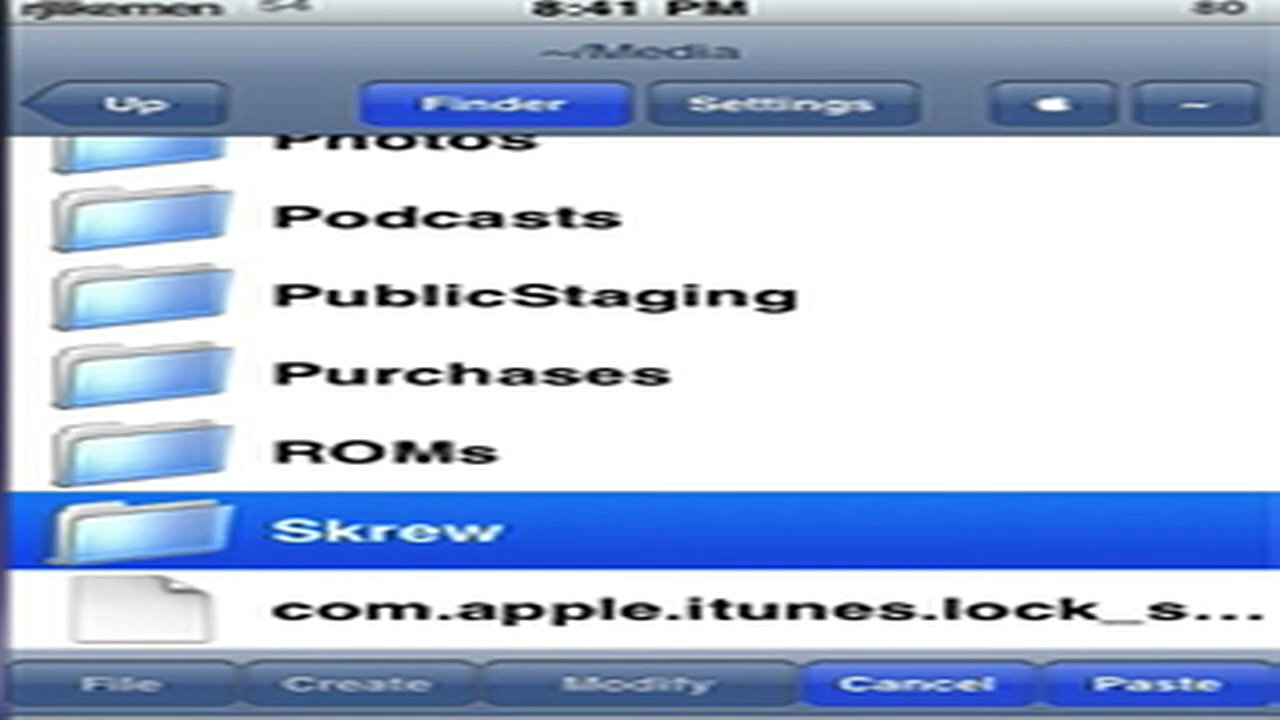 8:41 PM
~/Media
Up Finder Settings ~
Photos
Podcasts
PublicStaging
Purchases
ROMs
Skrew
com.apple.itunes.lock_s...
File Create Modify Cancel Paste